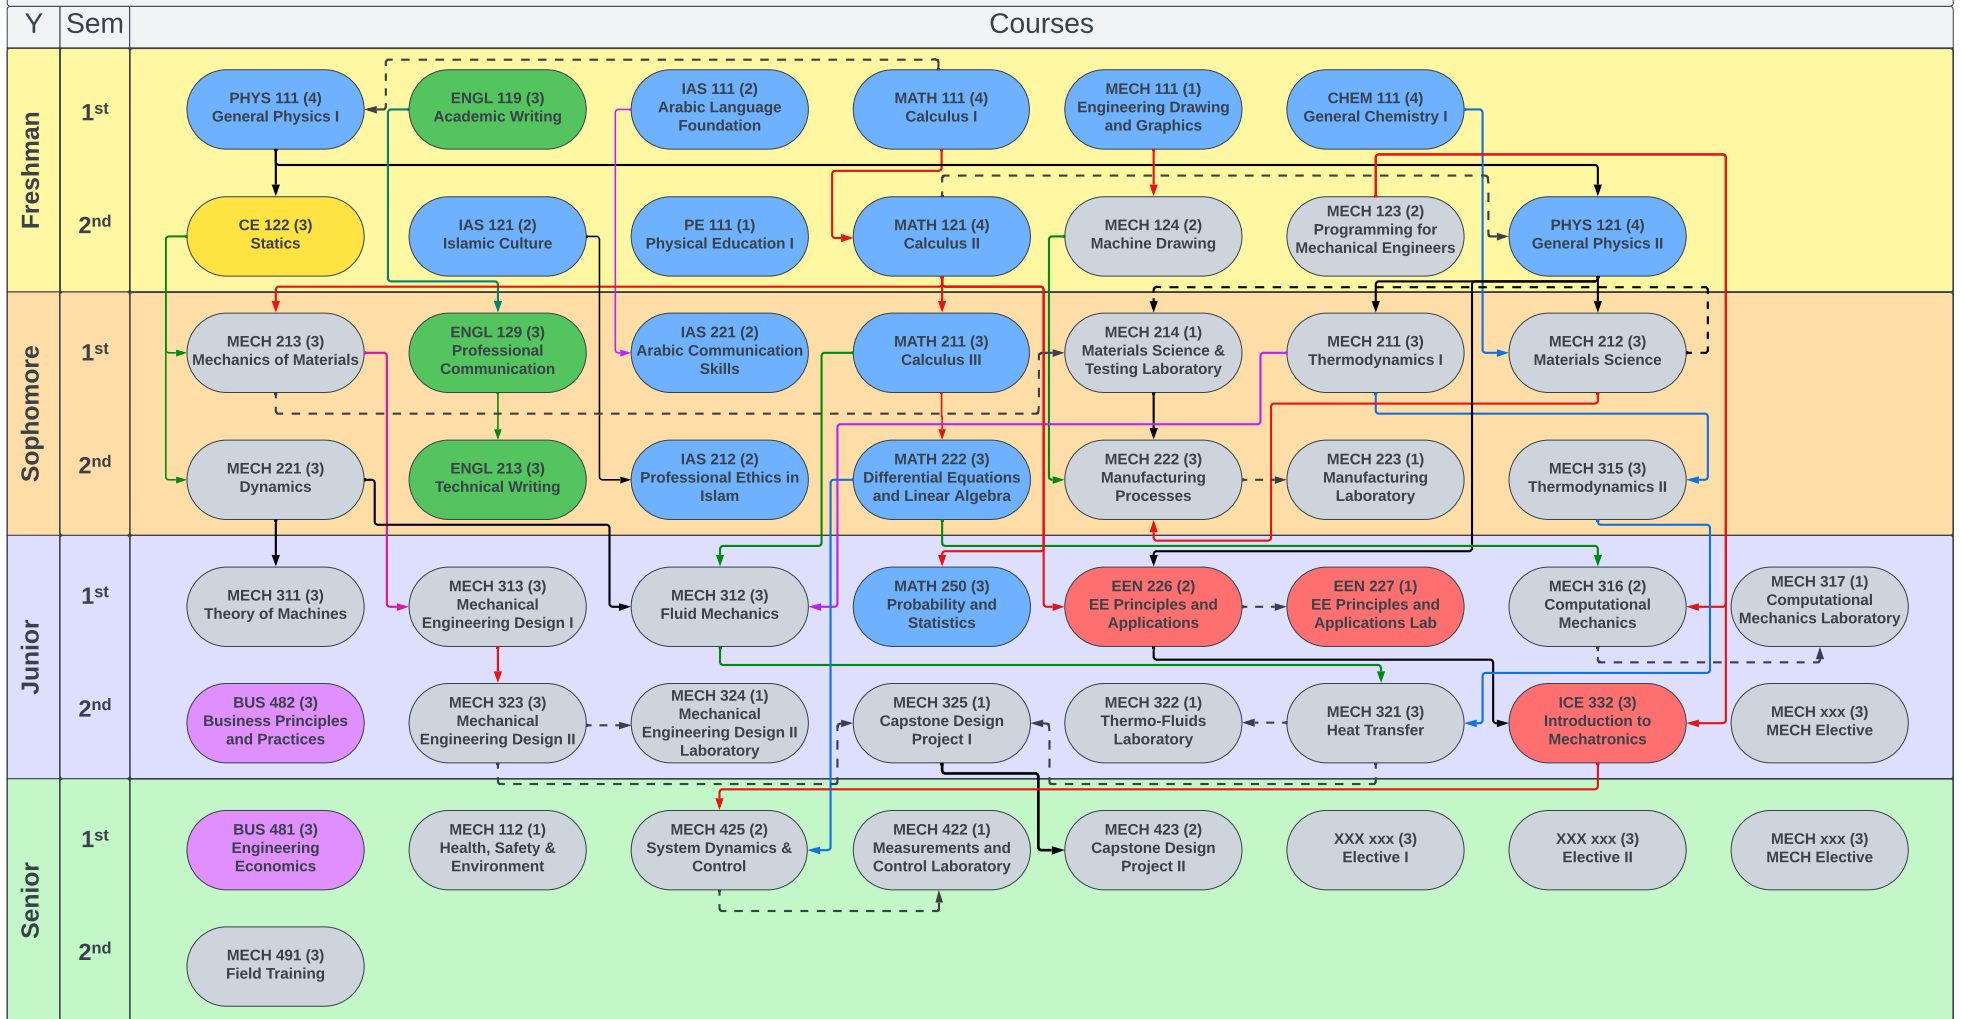 Y
Sem
Courses
Freshman
1st
PHYS 111 (4)
General Physics I
ENGL 119 (3)
Academic Writing
IAS 111 (2)
Arabic Language
Foundation
MATH 111 (4)
Calculus I
MECH 111 (1)
Engineering Drawing
and Graphics
CHEM 111 (4)
General Chemistry I
2nd
CE 122 (3)
Statics
IAS 121 (2)
Islamic Culture
PE 111 (1)
Physical Education I
MATH 121 (4)
Calculus II
MECH 124 (2)
Machine Drawing
MECH 123 (2)
Programming for
Mechanical Engineers
PHYS 121 (4)
General Physics II
Sophomore
1st
MECH 213 (3)
Mechanics of Materials
ENGL 129 (3)
Professional
Communication
IAS 221 (2)
Arabic Communication
Skills
MATH 211 (3)
Calculus III
MECH 214 (1)
Materials Science &
Testing Laboratory
MECH 211 (3)
Thermodynamics I
MECH 212 (3)
Materials Science
2nd
MECH 221 (3)
Dynamics
ENGL 213 (3)
Technical Writing
IAS 212 (2)
Professional Ethics in
Islam
MATH 222 (3)
Differential Equations
and Linear Algebra
MECH 222 (3)
Manufacturing
Processes
MECH 223 (1)
Manufacturing
Laboratory
MECH 315 (3)
Thermodynamics II
Junior
1st
MECH 311 (3)
Theory of Machines
MECH 313 (3)
Mechanical
Engineering Design I
MECH 312 (3)
Fluid Mechanics
MATH 250 (3)
Probability and
Statistics
EEN 226 (2)
EE Principles and
Applications
EEN 227 (1)
EE Principles and
Applications Lab
MECH 316 (2)
Computational
Mechanics
MECH 317 (1)
Computational
Mechanics Laboratory
2nd
BUS 482 (3)
Business Principles
and Practices
MECH 323 (3)
Mechanical
Engineering Design II
MECH 324 (1)
Mechanical
Engineering Design II
Laboratory
MECH 325 (1)
Capstone Design
Project I
MECH 322 (1)
Thermo-Fluids
Laboratory
MECH 321 (3)
Heat Transfer
ICE 332 (3)
Introduction to
Mechatronics
MECH xxx (3)
MECH Elective
Senior
1st
BUS 481 (3)
Engineering
Economics
MECH 112 (1)
Health, Safety &
Environment
MECH 425 (2)
System Dynamics &
Control
MECH 422 (1)
Measurements and
Control Laboratory
MECH 423 (2)
Capstone Design
Project II
XXX xxx (3)
Elective I
XXX xxx (3)
Elective II
MECH xxx (3)
MECH Elective
2nd
MECH 491 (3)
Field Training